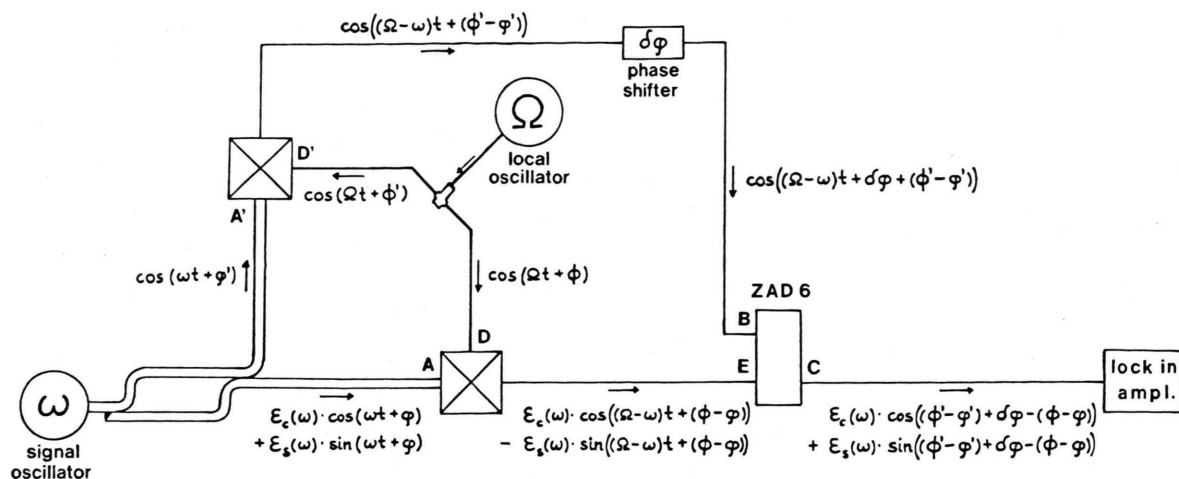 cos((Ω-ω)t + (ϕ'-φ'))
δφ
phase
shifter
Ω
local
oscillator
D'
cos(Ωt + ϕ')
A'
cos((Ω-ω)t + δφ + (ϕ'-φ'))
cos(ωt + φ')
cos(Ωt + ϕ)
ZAD 6
B
D
A
E
C
lock in
ampl.
ω
signal
oscillator
ε_c(ω)·cos(ωt + φ)
+ ε_s(ω)·sin(ωt + φ)
ε_c(ω)·cos((Ω-ω)t + (ϕ-φ))
- ε_s(ω)·sin((Ω-ω)t + (ϕ-φ))
ε_c(ω)·cos((ϕ'-φ') + δφ - (ϕ-φ))
+ ε_s(ω)·sin((ϕ'-φ') + δφ - (ϕ-φ))